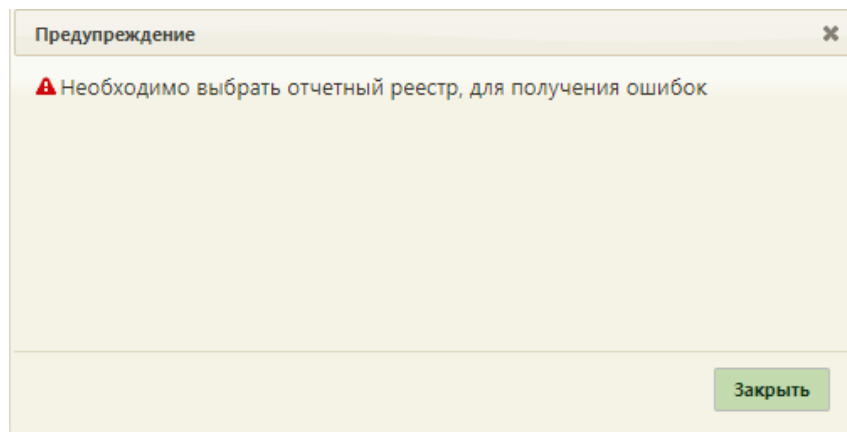 Предупреждение
Необходимо выбрать отчетный реестр, для получения ошибок
Закрыть